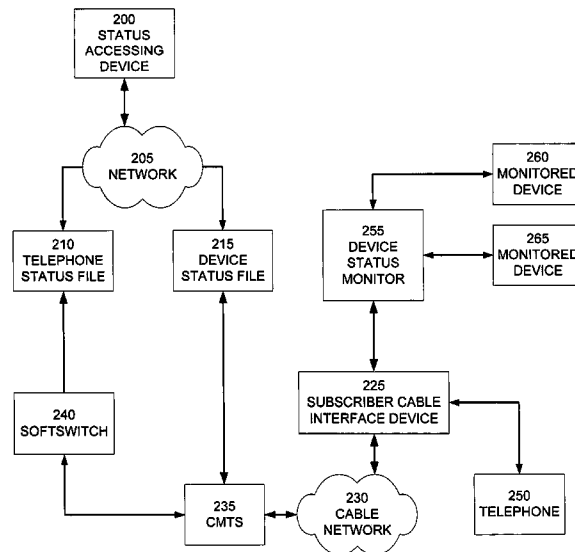 200
STATUS
ACCESSING
DEVICE
205
NETWORK
260
MONITORED
DEVICE
210
TELEPHONE
STATUS FILE
215
DEVICE
STATUS FILE
255
DEVICE
STATUS
MONITOR
265
MONITORED
DEVICE
225
SUBSCRIBER CABLE
INTERFACE DEVICE
240
SOFTSWITCH
235
CMTS
230
CABLE
NETWORK
250
TELEPHONE